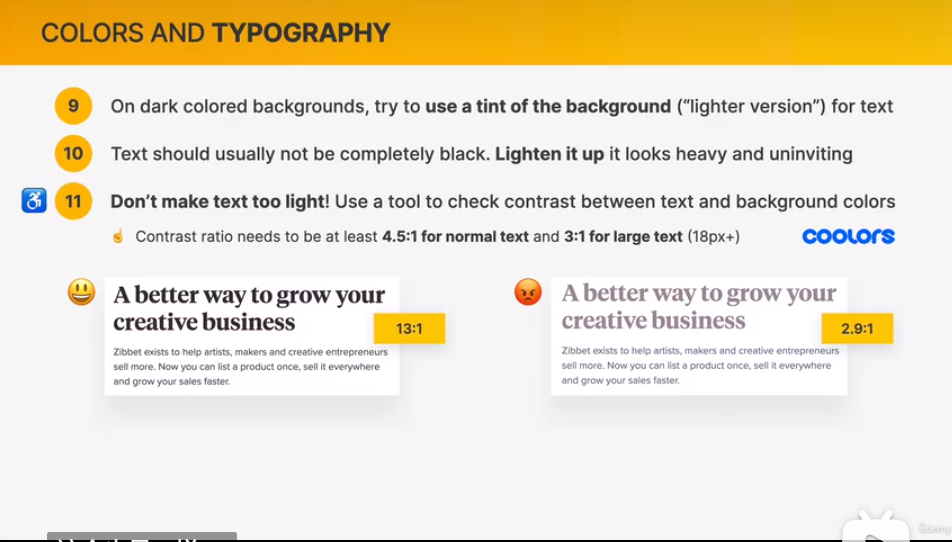 COLORS AND TYPOGRAPHY
9 On dark colored backgrounds, try to use a tint of the background (“lighter version”) for text
10 Text should usually not be completely black. Lighten it up it looks heavy and uninviting
11 Don’t make text too light! Use a tool to check contrast between text and background colors
Contrast ratio needs to be at least 4.5:1 for normal text and 3:1 for large text (18px+)
coolors
A better way to grow your
creative business
13:1
Zibbet exists to help artists, makers and creative entrepreneurs
sell more. Now you can list a product once, sell it everywhere
and grow your sales faster.
A better way to grow your
creative business
2.9:1
Zibbet exists to help artists, makers and creative entrepreneurs
sell more. Now you can list a product once, sell it everywhere
and grow your sales faster.
Udemy